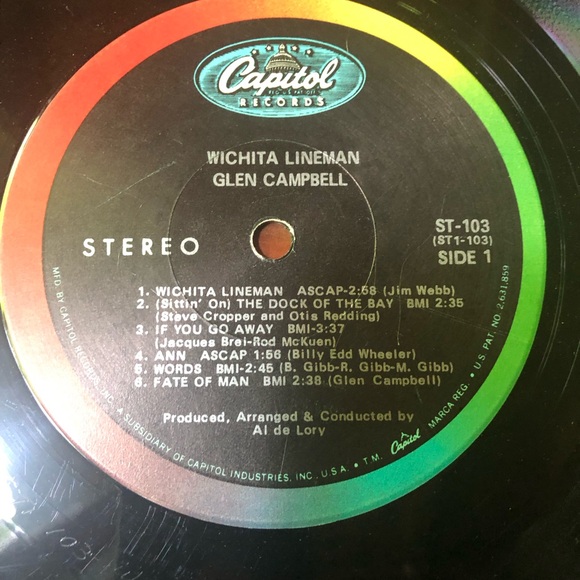 Capitol
RECORDS
WICHITA LINEMAN
GLEN CAMPBELL
STEREO
ST-103
(ST1-103)
SIDE 1
1. WICHITA LINEMAN ASCAP-2:58 (Jim Webb)
2. (Sittin' On) THE DOCK OF THE BAY BMI 2:35
(Steve Cropper and Otis Redding)
3. IF YOU GO AWAY BMI-3:37
(Jacques Brel-Rod McKuen)
4. ANN ASCAP 1:56 (Billy Edd Wheeler)
5. WORDS BMI-2:45 (B. Gibb-R. Gibb-M. Gibb)
6. FATE OF MAN BMI 2:38 (Glen Campbell)
Produced, Arranged & Conducted by
Al de Lory
MFD. BY CAPITOL RECORDS, INC. A SUBSIDIARY OF CAPITOL INDUSTRIES, INC., U.S.A. • T.M. Capitol MARCA REG. • U.S. PAT. NO. 2,631,859